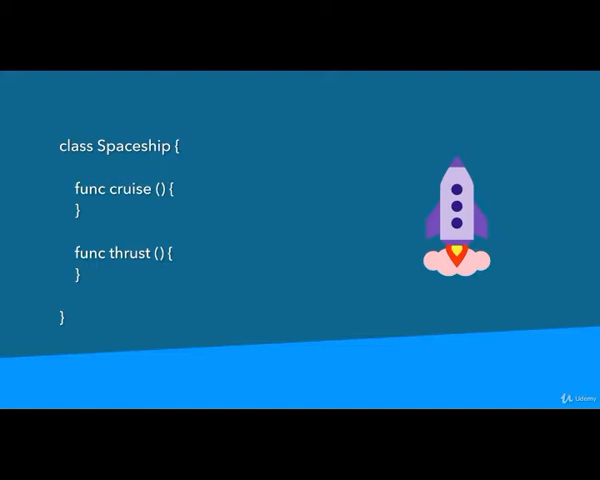 class Spaceship {
func cruise () {
}
func thrust () {
}
}
Udemy